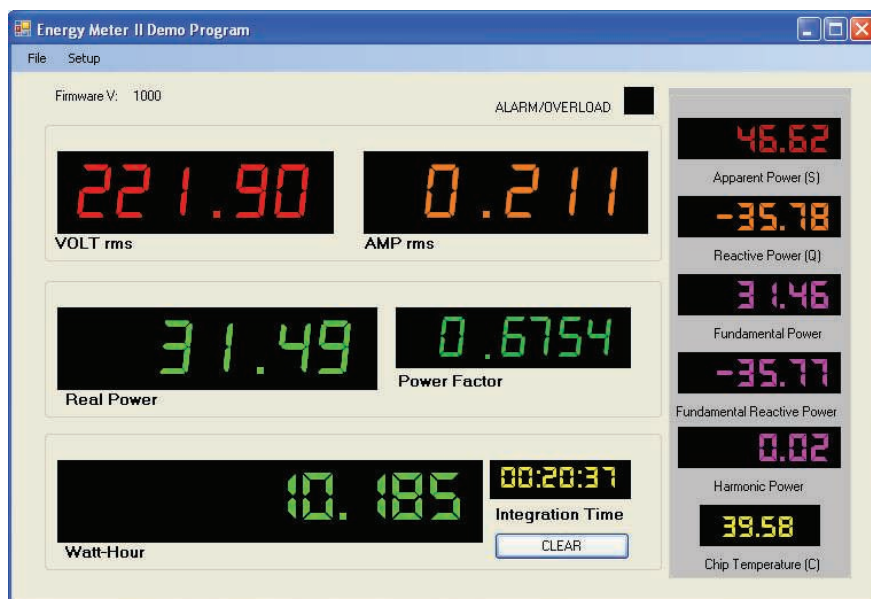 Energy Meter II Demo Program
File Setup
Firmware V: 1000
ALARM/OVERLOAD
221.90
VOLT rms
0.211
AMP rms
31.49
Real Power
0.6754
Power Factor
10.185
Watt-Hour
00:20:37
Integration Time
CLEAR
46.62
Apparent Power (S)
-35.78
Reactive Power (Q)
31.46
Fundamental Power
-35.77
Fundamental Reactive Power
0.02
Harmonic Power
39.58
Chip Temperature (C)